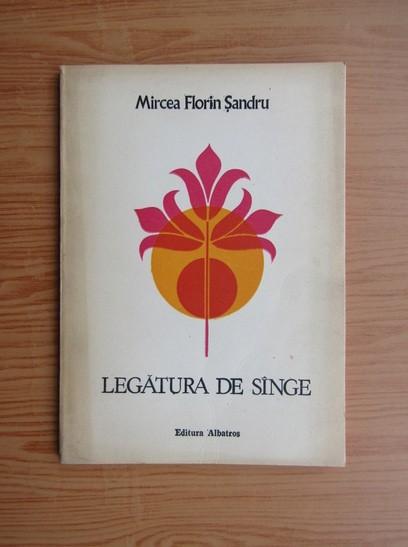 Mircea Florin Șandru
LEGĂTURA DE SÎNGE
Editura Albatros